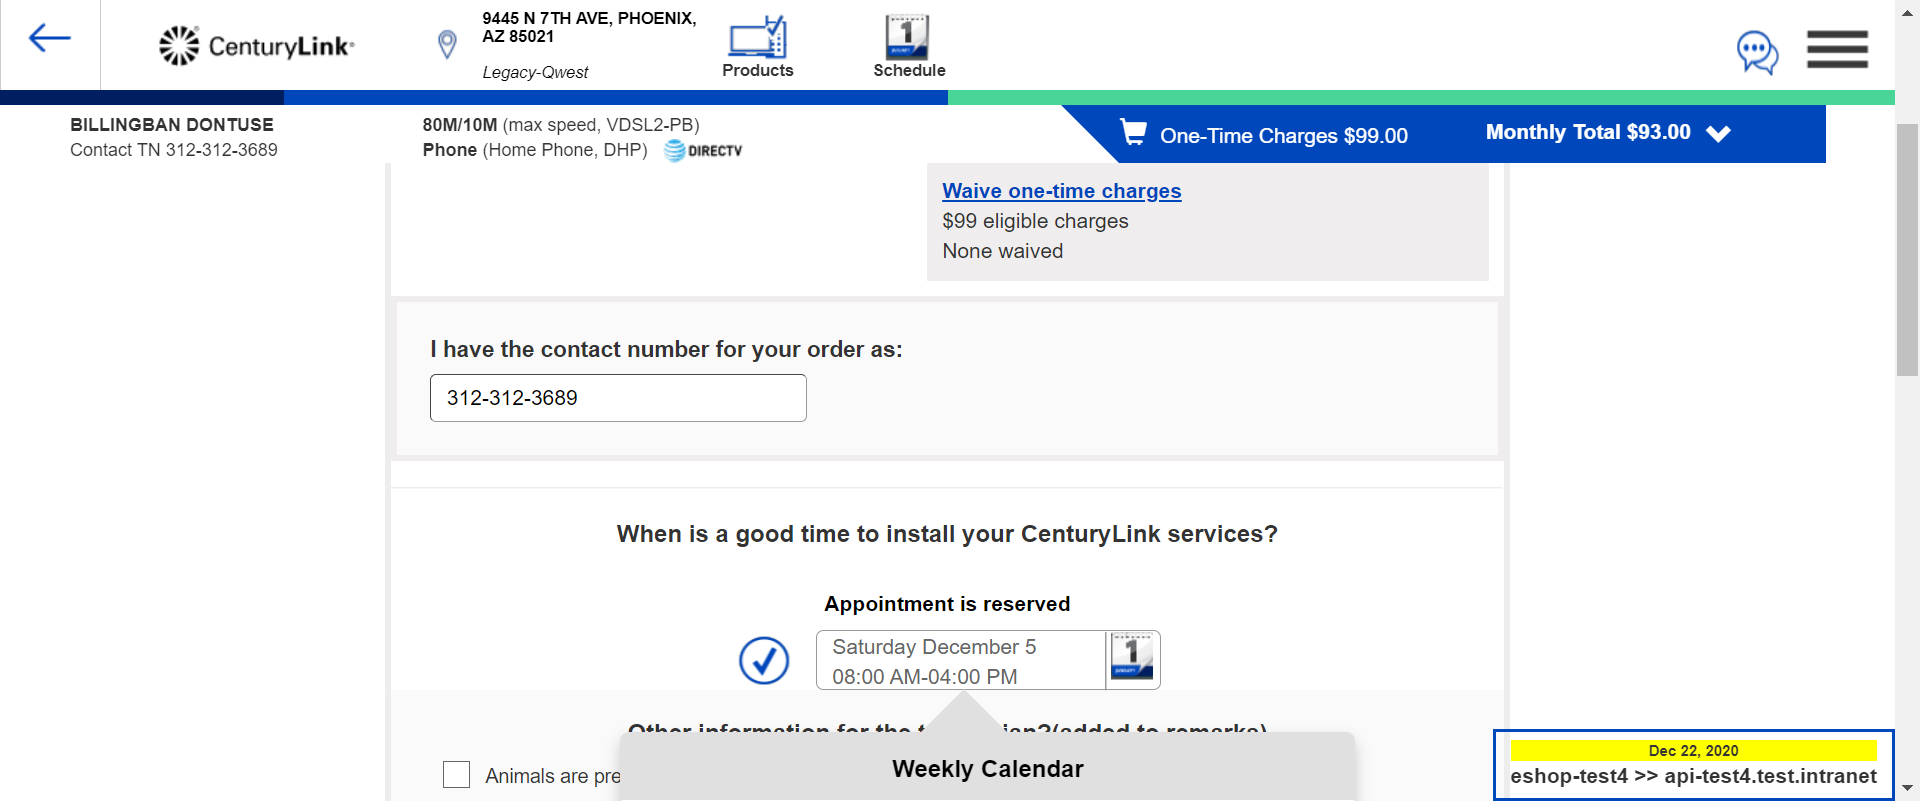 CenturyLink
9445 N 7TH AVE, PHOENIX,
AZ 85021
Legacy-Qwest
Products
1
JANUARY
Schedule
BILLINGBAN DONTUSE
Contact TN 312-312-3689
80M/10M (max speed, VDSL2-PB)
Phone (Home Phone, DHP) DIRECTV
One-Time Charges $99.00
Monthly Total $93.00
Waive one-time charges
$99 eligible charges
None waived
I have the contact number for your order as:
312-312-3689
When is a good time to install your CenturyLink services?
Appointment is reserved
Saturday December 5
08:00 AM-04:00 PM
1
JANUARY
Other information for the
(added to remarks)
Animals are pre
Weekly Calendar
Dec 22, 2020
eshop-test4 >> api-test4.test.intranet